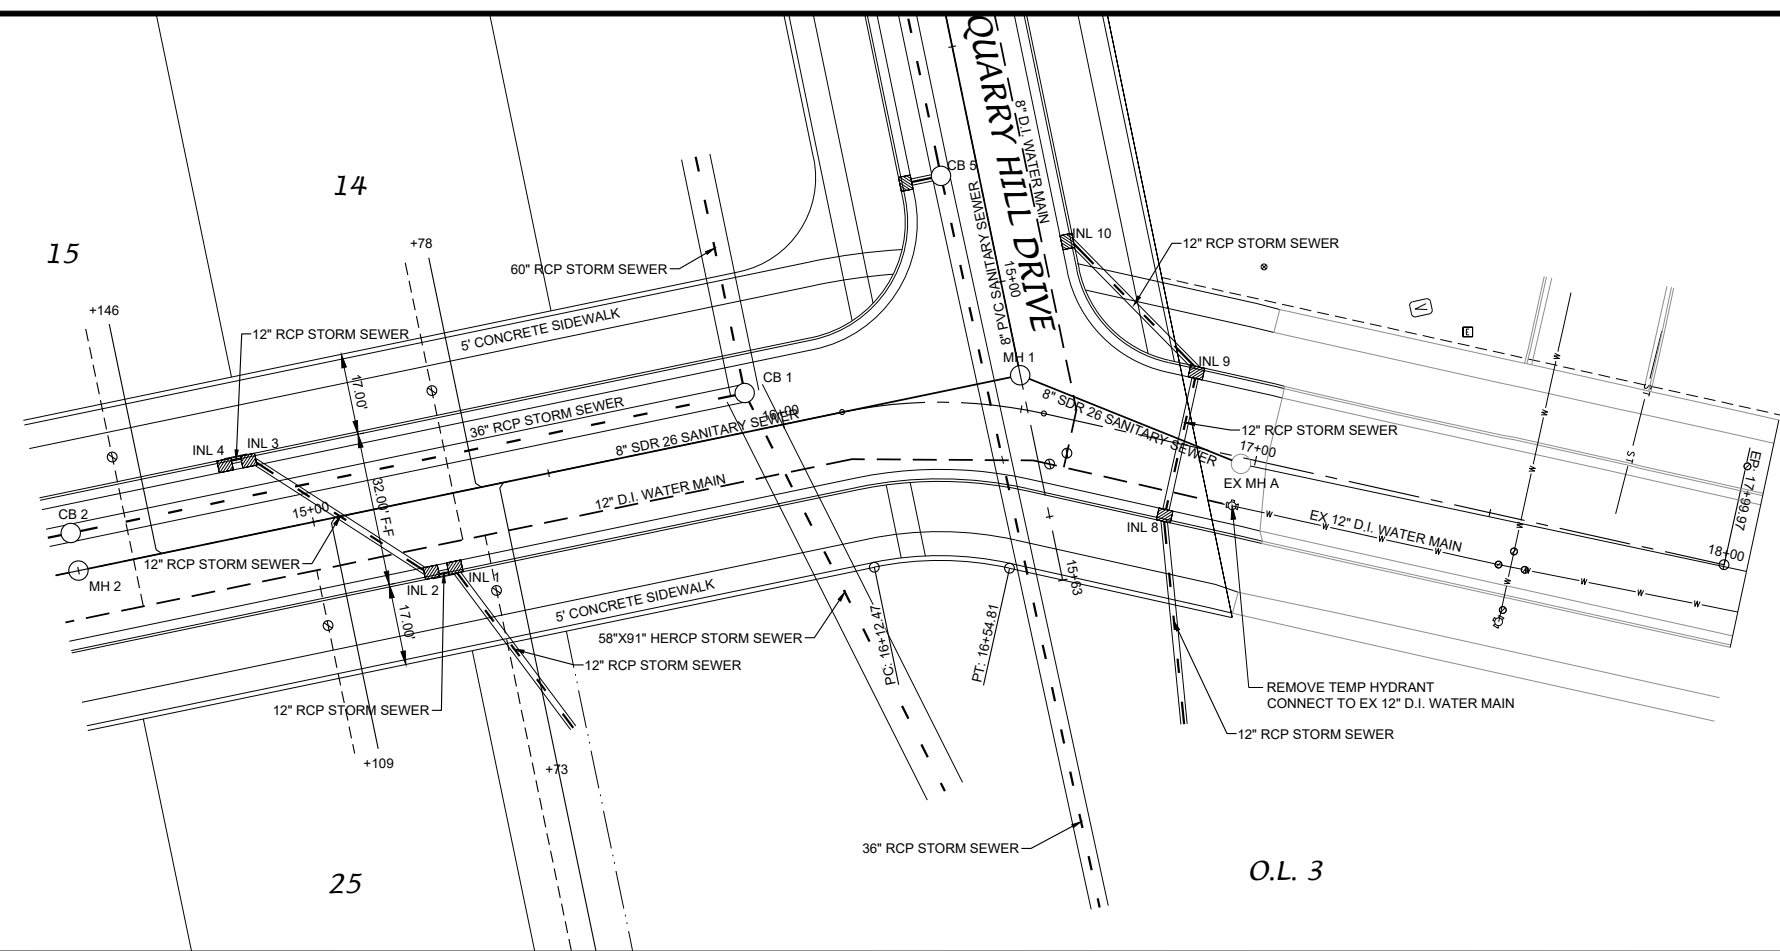 QUARRY HILL DRIVE
8" D.I. WATER MAIN
8" PVC SANITARY SEWER
15+00
CB 5
14
15
INL 10
12" RCP STORM SEWER
+78
60" RCP STORM SEWER
+146
12" RCP STORM SEWER
5' CONCRETE SIDEWALK
V
E
MH 1
INL 9
CB 1
17.00'
36" RCP STORM SEWER
16+00
8" SDR 26 SANITARY SEWER
8" SDR 26 SANITARY SEWER
12" RCP STORM SEWER
W
W
W
W
W
ST
ST
INL 4
INL 3
17+00
EX MH A
EP: 17+99.97
32.00' F-F
12" D.I. WATER MAIN
15+00
CB 2
INL 8
EX 12" D.I. WATER MAIN
W
W
W
W
W
W
W
18+00
12" RCP STORM SEWER
MH 2
INL 2
INL 1
15+63
17.00'
5' CONCRETE SIDEWALK
58"X91" HERCP STORM SEWER
PC: 16+12.47
PT: 16+54.81
12" RCP STORM SEWER
REMOVE TEMP HYDRANT
CONNECT TO EX 12" D.I. WATER MAIN
12" RCP STORM SEWER
12" RCP STORM SEWER
+109
+73
36" RCP STORM SEWER
25
O.L. 3